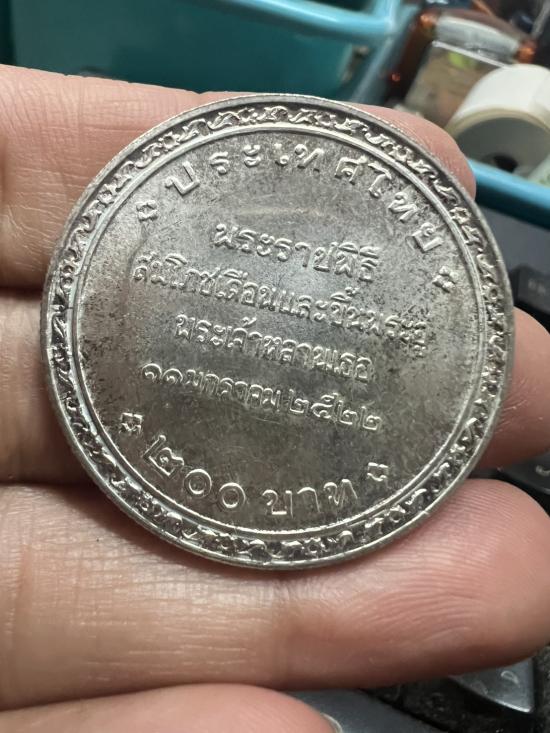 ประเทศไทย
พระราชพิธี
สมโภชเดือนและขึ้นพระอู่
พระเจ้าหลานเธอ
๑๑ มกราคม ๒๕๒๒
๒๐๐ บาท